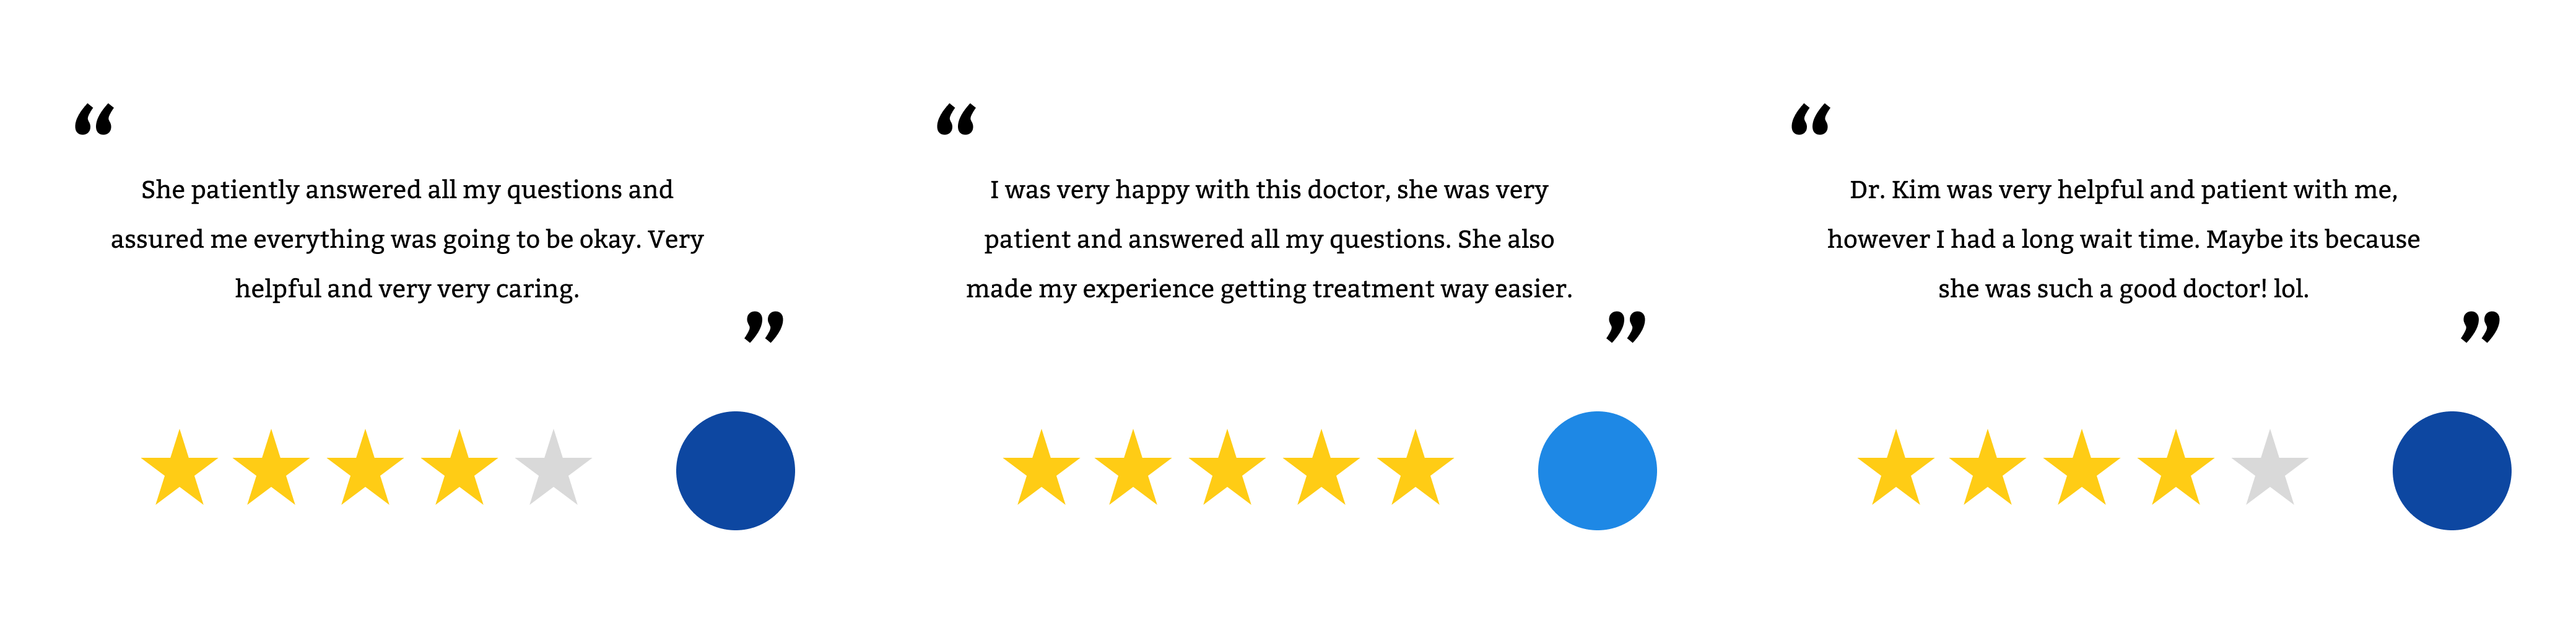 “
She patiently answered all my questions and
assured me everything was going to be okay. Very
helpful and very very caring.
”
“
I was very happy with this doctor, she was very
patient and answered all my questions. She also
made my experience getting treatment way easier.
”
“
Dr. Kim was very helpful and patient with me,
however I had a long wait time. Maybe its because
she was such a good doctor! lol.
”